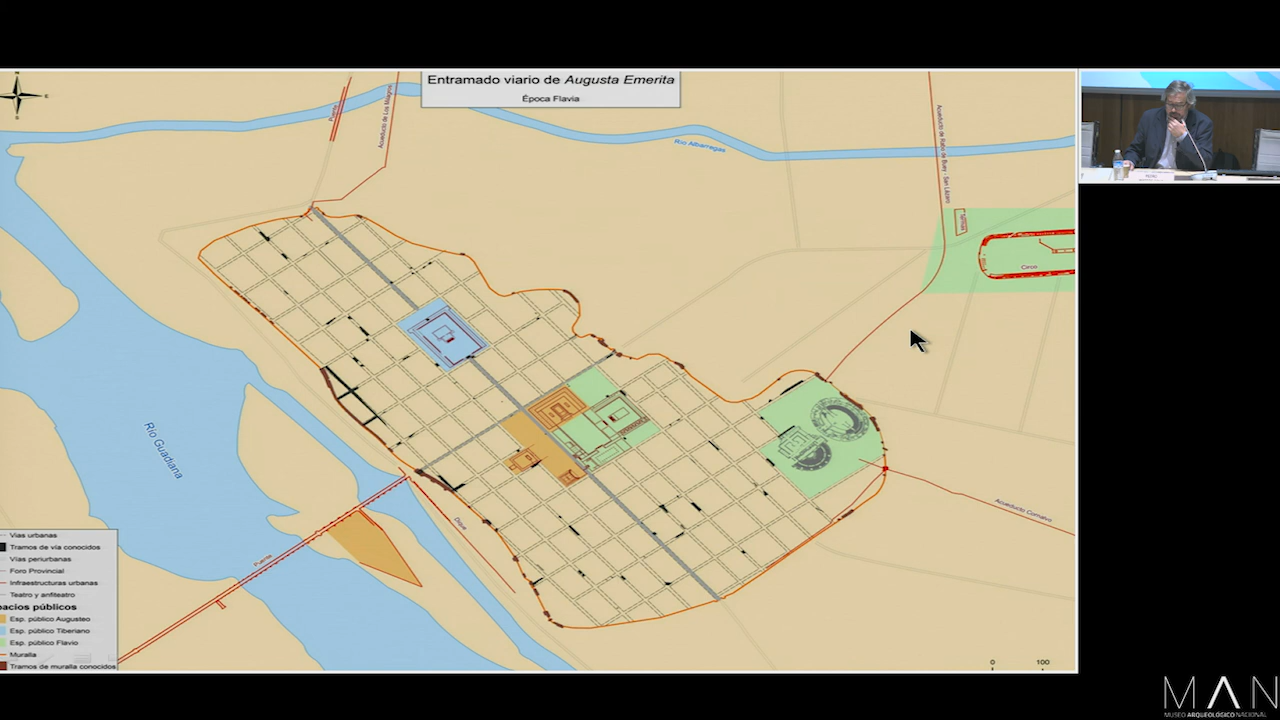 Entramado viario de Augusta Emerita
Época Flavia
Puente
Acueducto de Los Milagros
Río Albarregas
Acueducto de Rabo de Buey - San Lázaro
Circo
Río Guadiana
Acueducto Cornalvo
Dique
Puente
Vías urbanas
Tramos de vía conocidos
Vías periurbanas
Foro Provincial
Infraestructuras urbanas
Teatro y anfiteatro
pacios públicos
Esp. público Augusteo
Esp. público Tiberiano
Esp. público Flavio
Muralla
Tramos de muralla conocidos
0 100
MAN
MUSEO ARQUEOLÓGICO NACIONAL